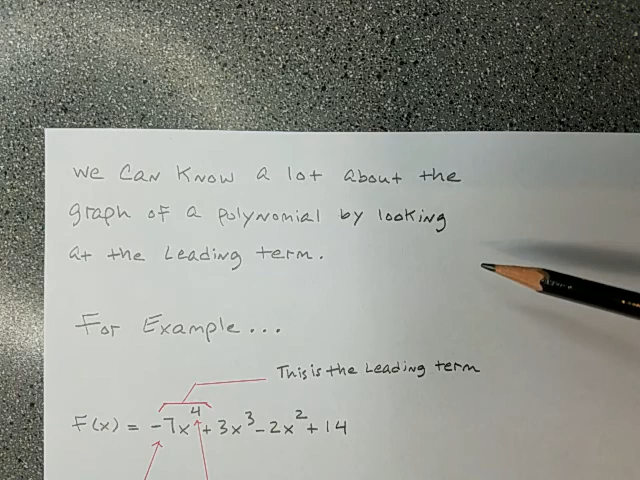 We can know a lot about the
graph of a polynomial by looking
at the Leading term.
For Example...
This is the Leading term
F(x) = -7x⁴+3x³-2x²+14